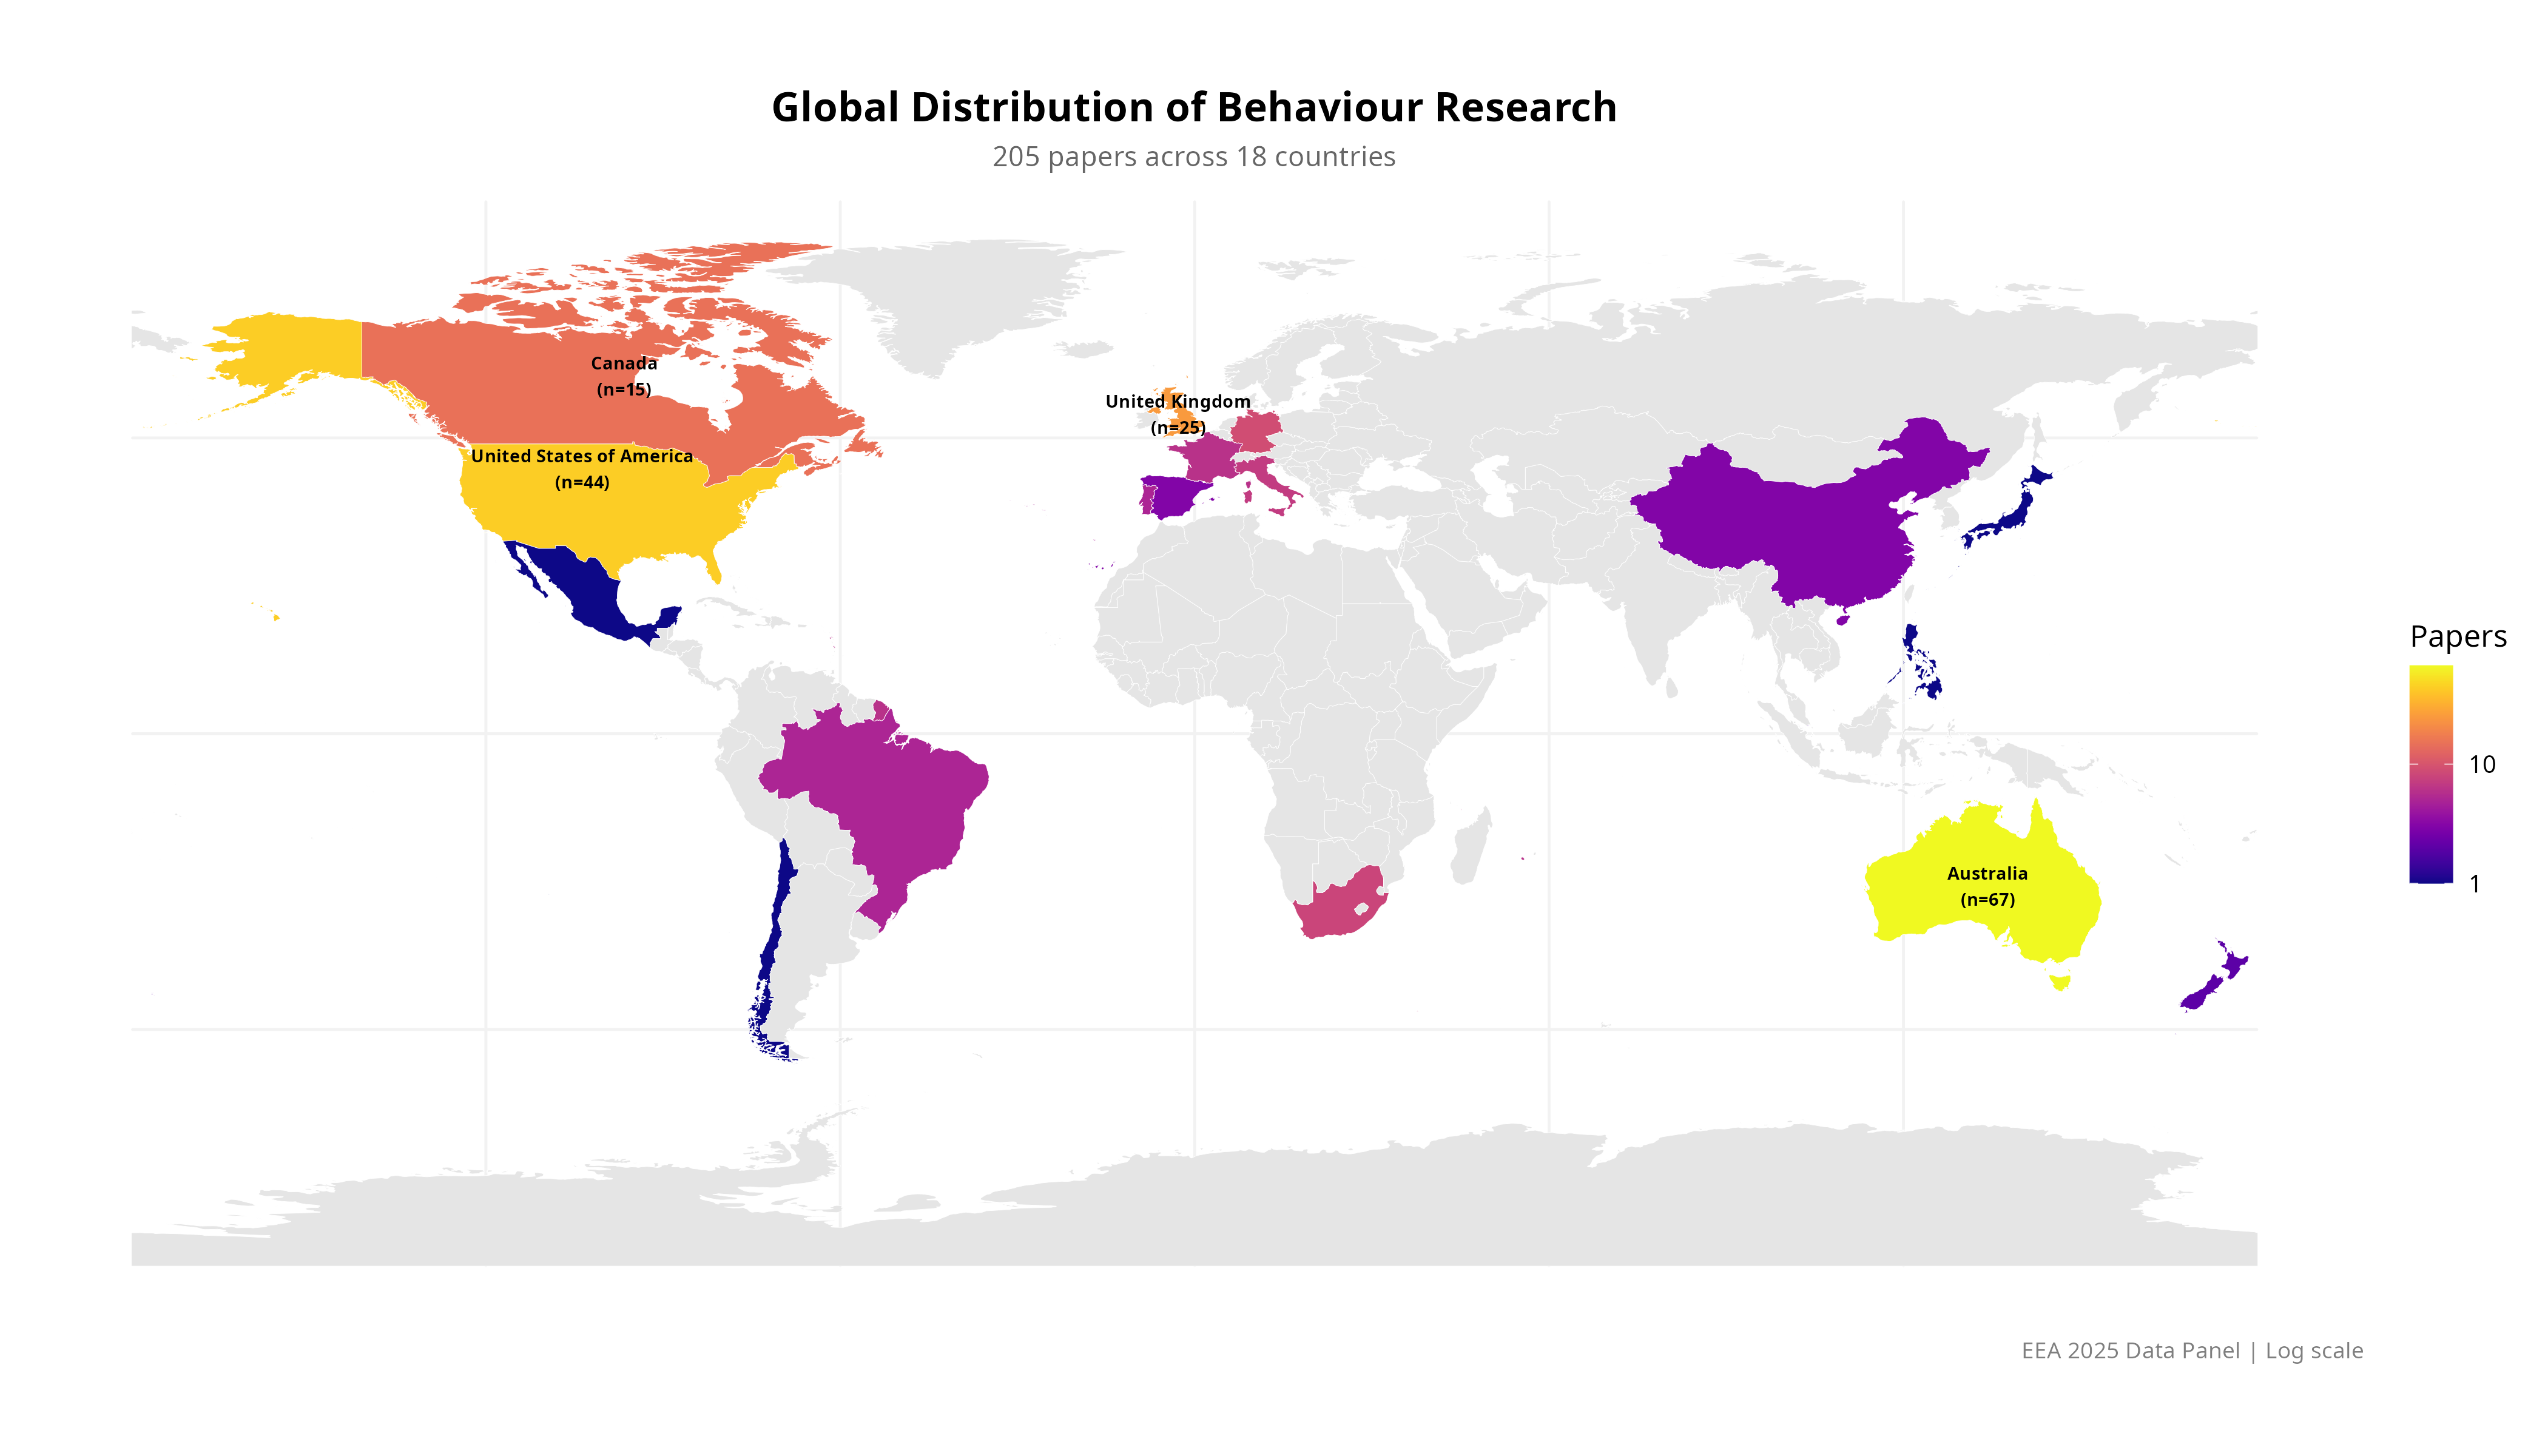 Global Distribution of Behaviour Research
205 papers across 18 countries
Canada
(n=15)
United Kingdom
(n=25)
United States of America
(n=44)
Papers
10
1
Australia
(n=67)
EEA 2025 Data Panel | Log scale